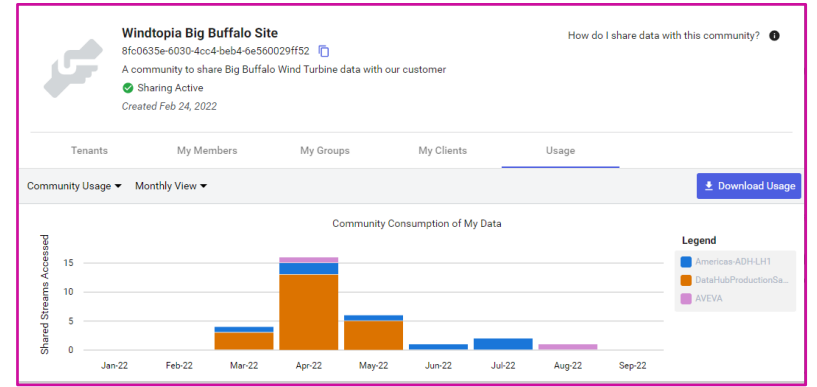 Windtopia Big Buffalo Site
How do I share data with this community?
8fc0635e-6030-4cc4-beb4-6e560029ff52
A community to share Big Buffalo Wind Turbine data with our customer
Sharing Active
Created Feb 24, 2022
Tenants My Members My Groups My Clients Usage
Community Usage Monthly View Download Usage
Community Consumption of My Data
Shared Streams Accessed
15
10
5
0
Jan-22 Feb-22 Mar-22 Apr-22 May-22 Jun-22 Jul-22 Aug-22 Sep-22
Legend
Americas-ADH-LH1
DataHubProductionSa...
AVEVA